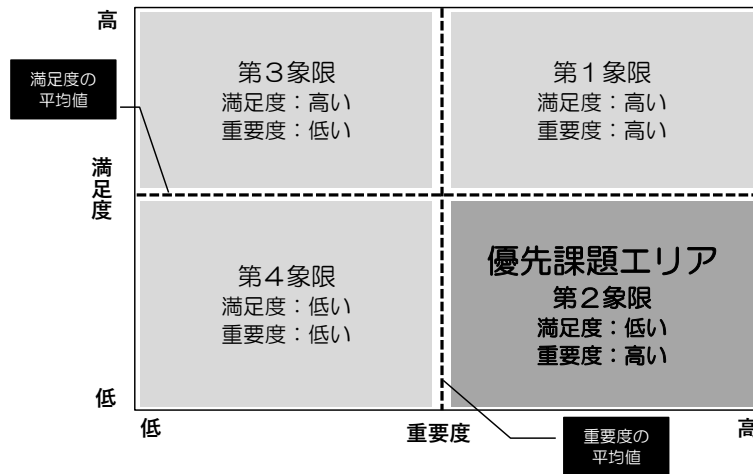 高
第３象限
満足度：高い
重要度：低い
第１象限
満足度：高い
重要度：高い
満足度の
平均値
満足度
第４象限
満足度：低い
重要度：低い
優先課題エリア
第２象限
満足度：低い
重要度：高い
低
低
重要度
高
重要度の
平均値